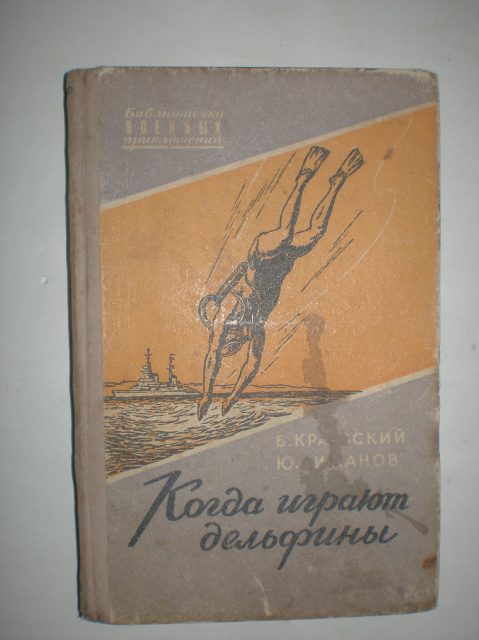 Библиотечка
ВОЕННЫХ
приключений
Б.
Ю.
Когда играют
дельфины